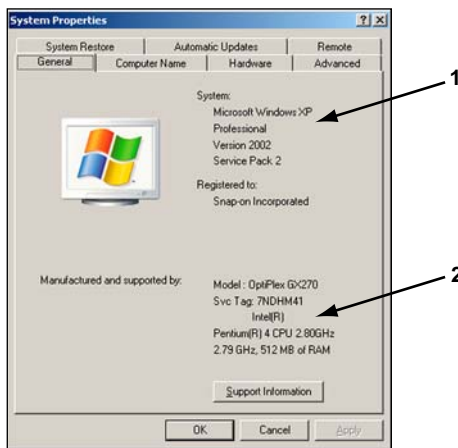 System Properties
System Restore Automatic Updates Remote
General Computer Name Hardware Advanced
1
System:
Microsoft Windows XP
Professional
Version 2002
Service Pack 2
Registered to:
Snap-on Incorporated
2
Manufactured and supported by:
Model : OptiPlex GX270
Svc Tag: 7NDHM41
Intel(R)
Pentium(R) 4 CPU 2.80GHz
2.79 GHz, 512 MB of RAM
Support Information
OK Cancel Apply